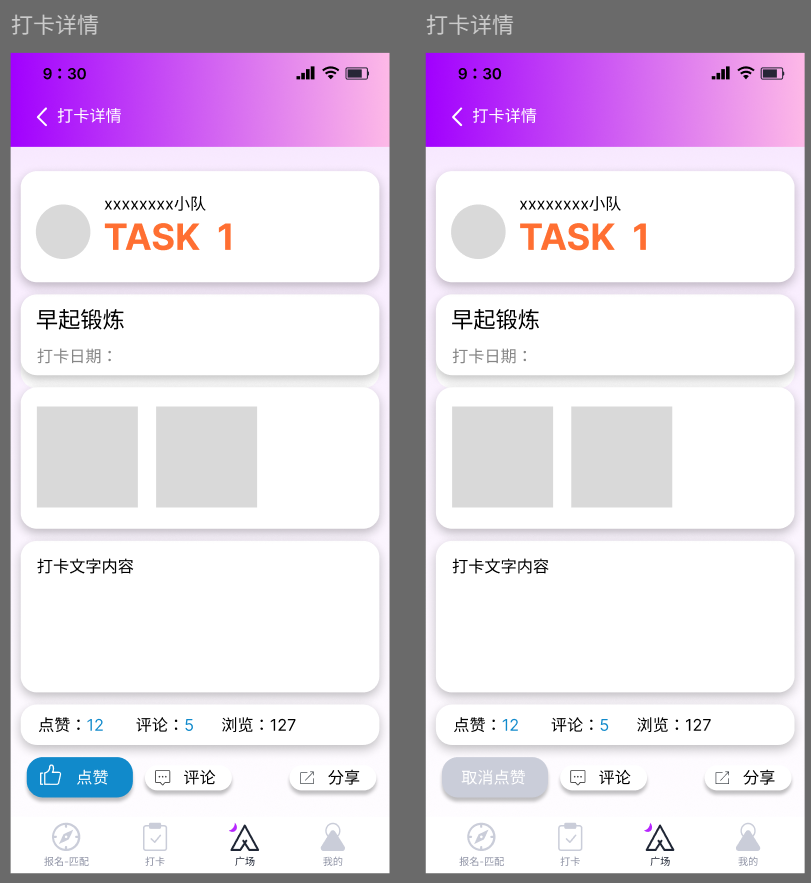 打卡详情
9：30
打卡详情
xxxxxxxx小队
TASK 1
早起锻炼
打卡日期：
打卡文字内容
点赞：12 评论：5 浏览：127
点赞 评论 分享
报名-匹配 打卡 广场 我的
打卡详情
9：30
打卡详情
xxxxxxxx小队
TASK 1
早起锻炼
打卡日期：
打卡文字内容
点赞：12 评论：5 浏览：127
取消点赞 评论 分享
报名-匹配 打卡 广场 我的